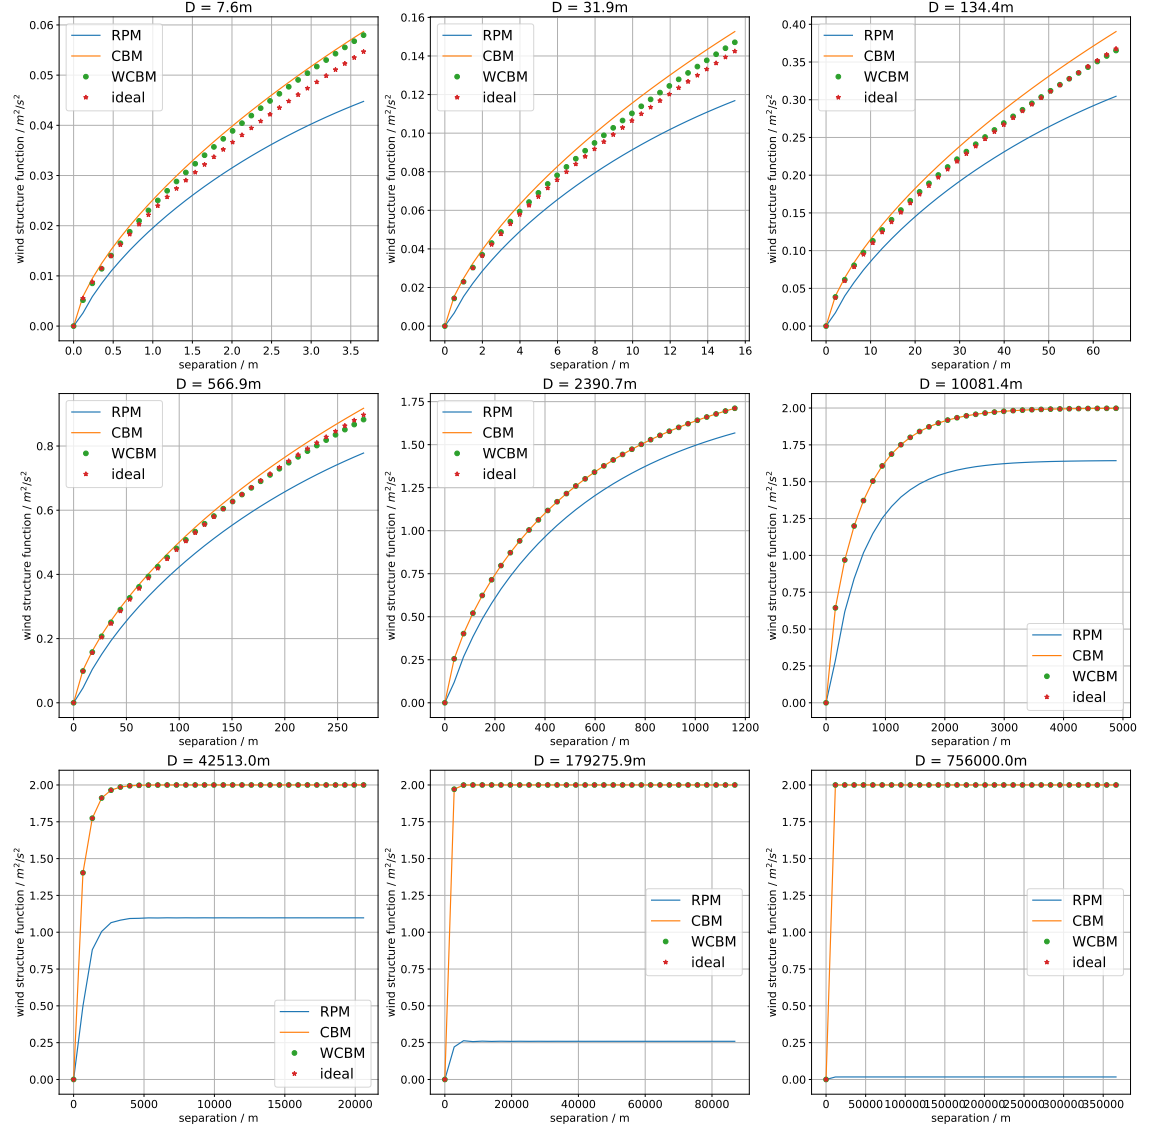 D = 7.6m
wind structure function / m²/s²
0.06
0.05
0.04
0.03
0.02
0.01
0.00
RPM
CBM
WCBM
ideal
0.0 0.5 1.0 1.5 2.0 2.5 3.0 3.5
separation / m
D = 31.9m
wind structure function / m²/s²
0.16
0.14
0.12
0.10
0.08
0.06
0.04
0.02
0.00
RPM
CBM
WCBM
ideal
0 2 4 6 8 10 12 14 16
separation / m
D = 134.4m
wind structure function / m²/s²
0.40
0.35
0.30
0.25
0.20
0.15
0.10
0.05
0.00
RPM
CBM
WCBM
ideal
0 10 20 30 40 50 60
separation / m
D = 566.9m
wind structure function / m²/s²
0.8
0.6
0.4
0.2
0.0
RPM
CBM
WCBM
ideal
0 50 100 150 200 250
separation / m
D = 2390.7m
wind structure function / m²/s²
1.75
1.50
1.25
1.00
0.75
0.50
0.25
0.00
RPM
CBM
WCBM
ideal
0 200 400 600 800 1000 1200
separation / m
D = 10081.4m
wind structure function / m²/s²
2.00
1.75
1.50
1.25
1.00
0.75
0.50
0.25
0.00
RPM
CBM
WCBM
ideal
0 1000 2000 3000 4000 5000
separation / m
D = 42513.0m
wind structure function / m²/s²
2.00
1.75
1.50
1.25
1.00
0.75
0.50
0.25
0.00
RPM
CBM
WCBM
ideal
0 5000 10000 15000 20000
separation / m
D = 179275.9m
wind structure function / m²/s²
2.00
1.75
1.50
1.25
1.00
0.75
0.50
0.25
0.00
RPM
CBM
WCBM
ideal
0 20000 40000 60000 80000
separation / m
D = 756000.0m
wind structure function / m²/s²
2.00
1.75
1.50
1.25
1.00
0.75
0.50
0.25
0.00
RPM
CBM
WCBM
ideal
0 50000 100000 150000 200000 250000 300000 350000
separation / m